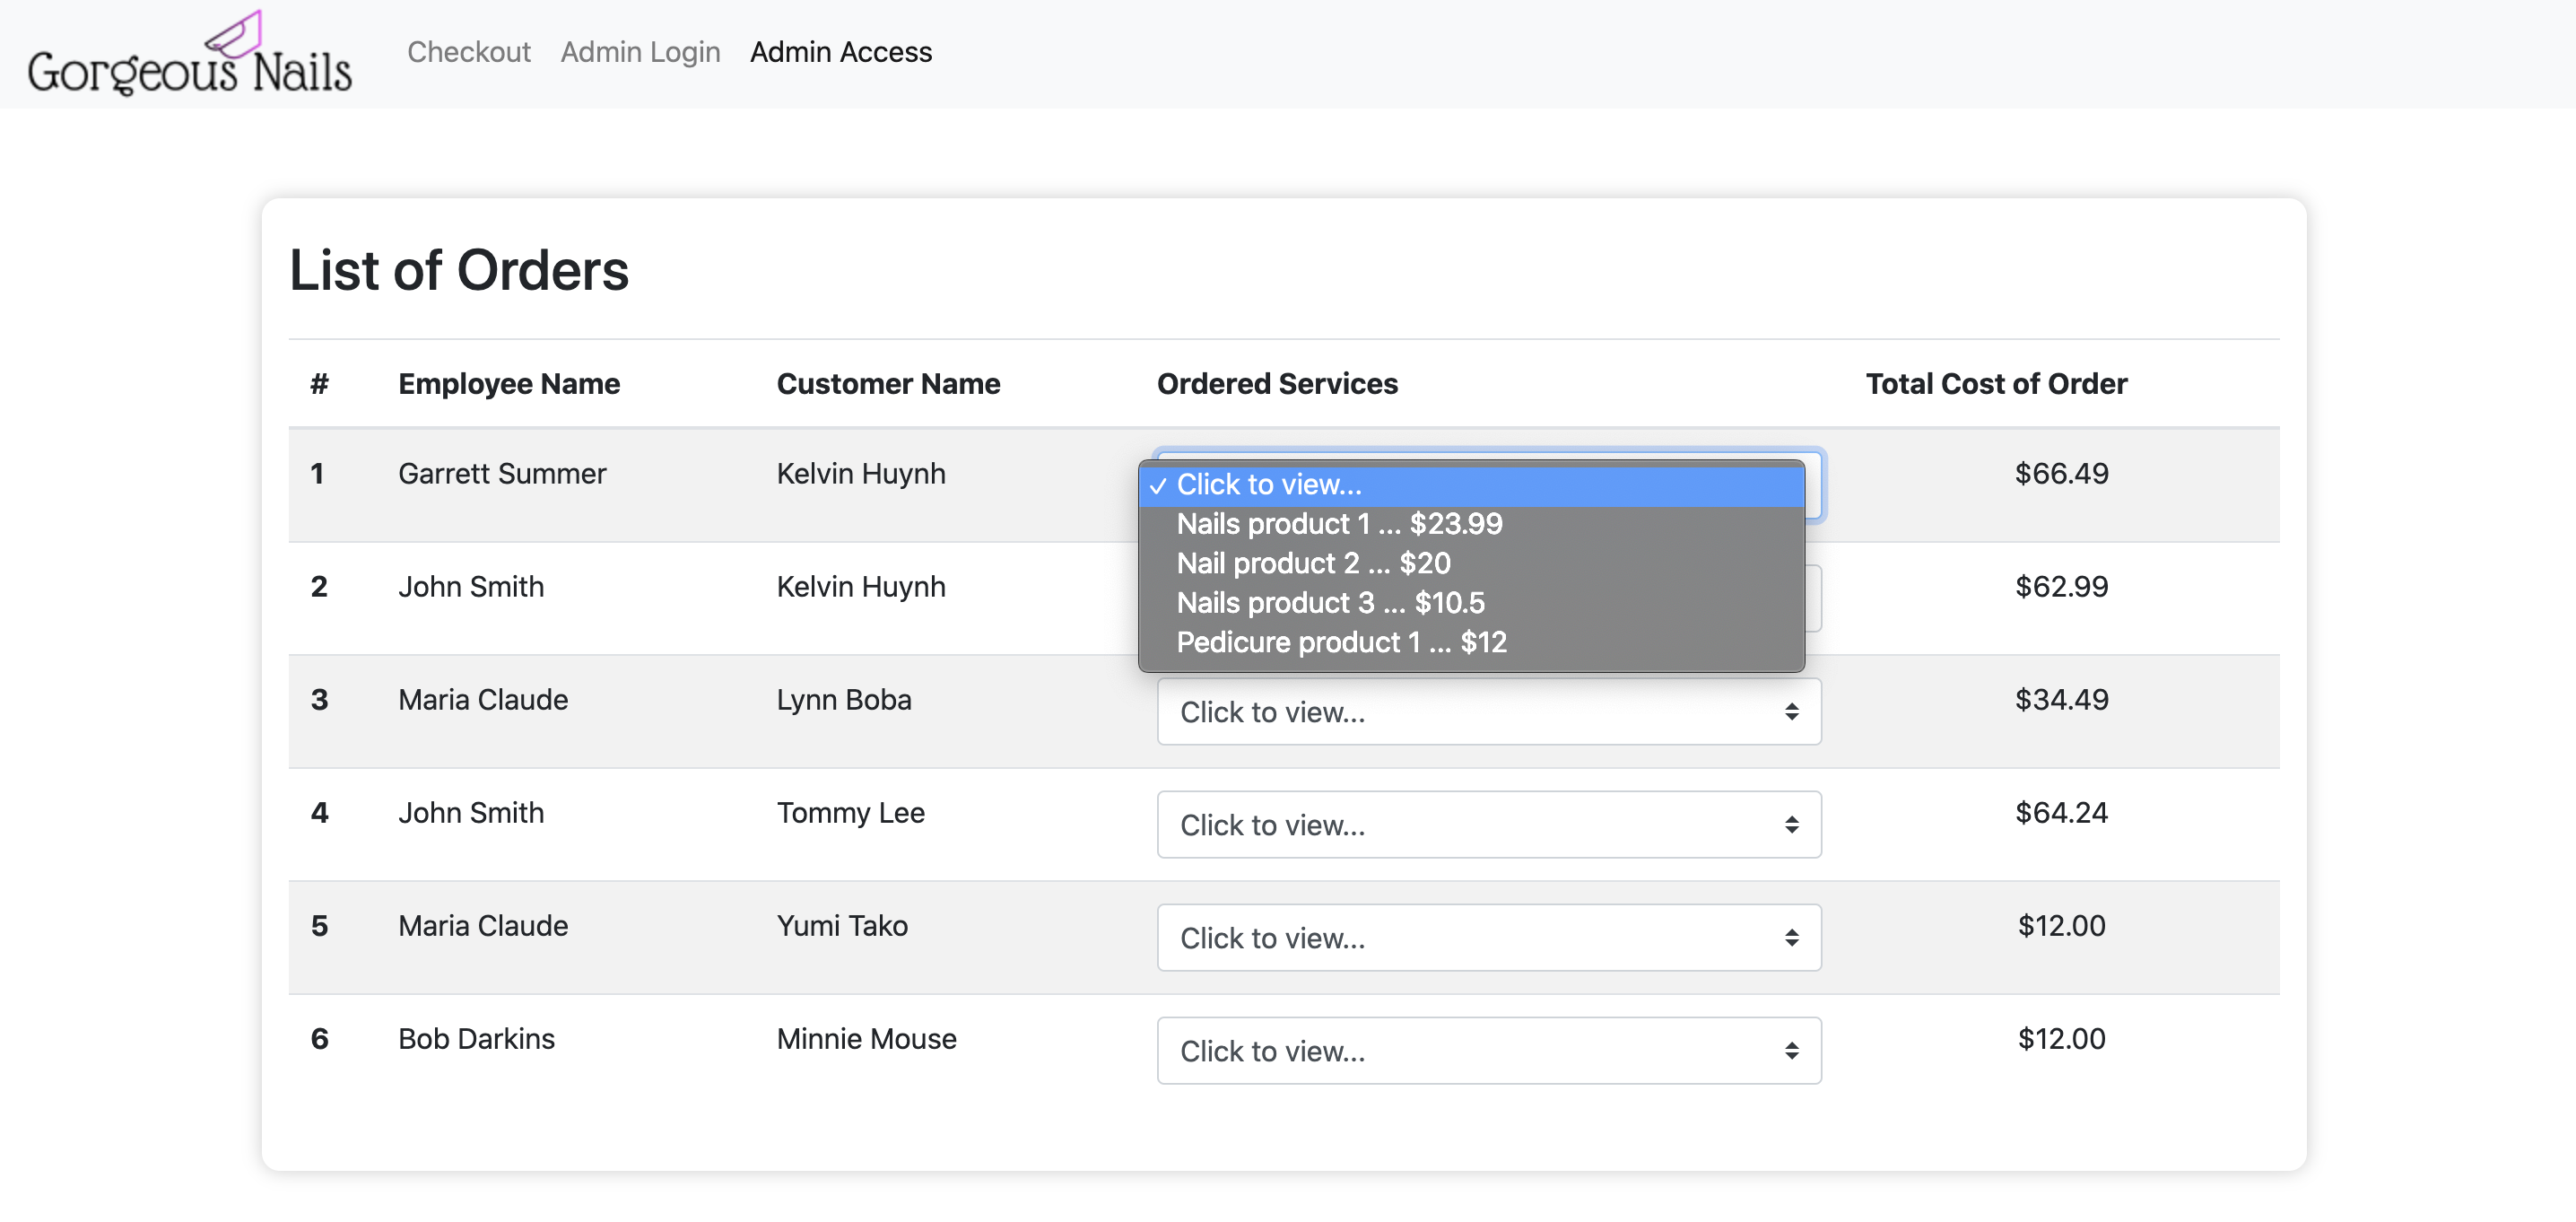 Gorgeous Nails Checkout Admin Login Admin Access
List of Orders
# Employee Name Customer Name Ordered Services Total Cost of Order
1 Garrett Summer Kelvin Huynh $66.49
✓ Click to view...
Nails product 1 ... $23.99
Nail product 2 ... $20
Nails product 3 ... $10.5
Pedicure product 1 ... $12
2 John Smith Kelvin Huynh $62.99
3 Maria Claude Lynn Boba Click to view... $34.49
4 John Smith Tommy Lee Click to view... $64.24
5 Maria Claude Yumi Tako Click to view... $12.00
6 Bob Darkins Minnie Mouse Click to view... $12.00